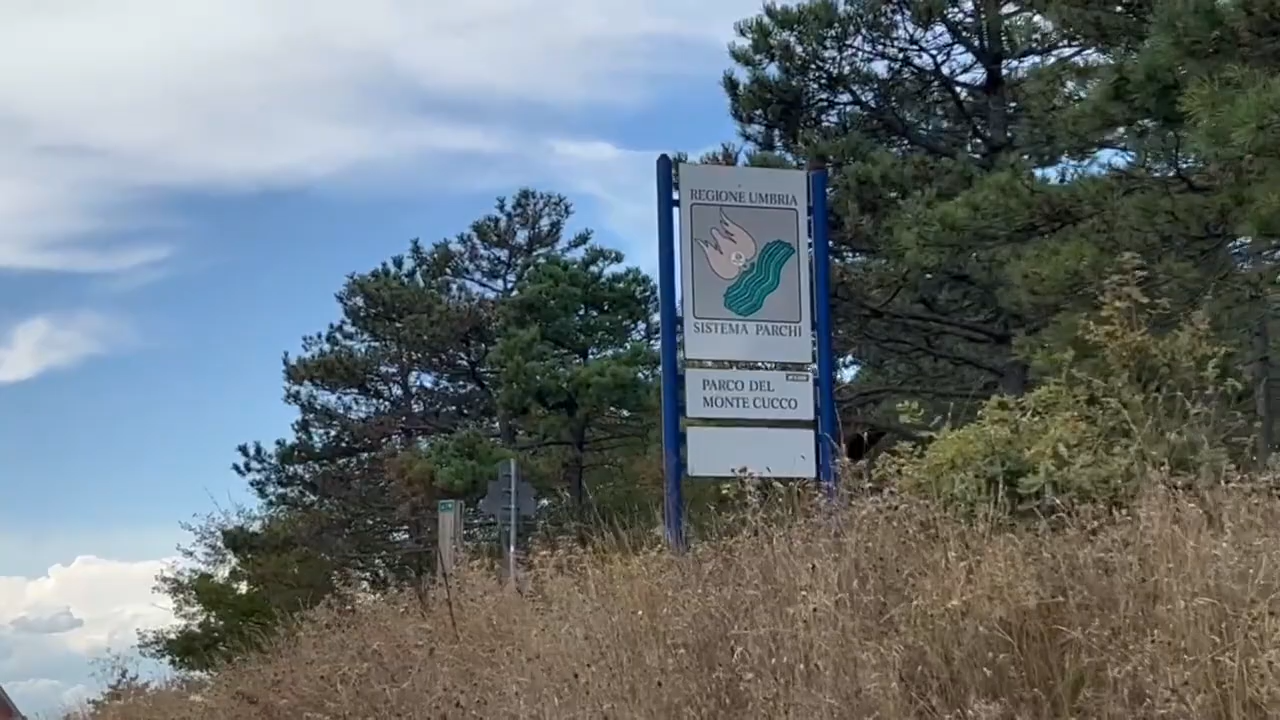 REGIONE UMBRIA
SISTEMA PARCHI
PARCO DEL
MONTE CUCCO